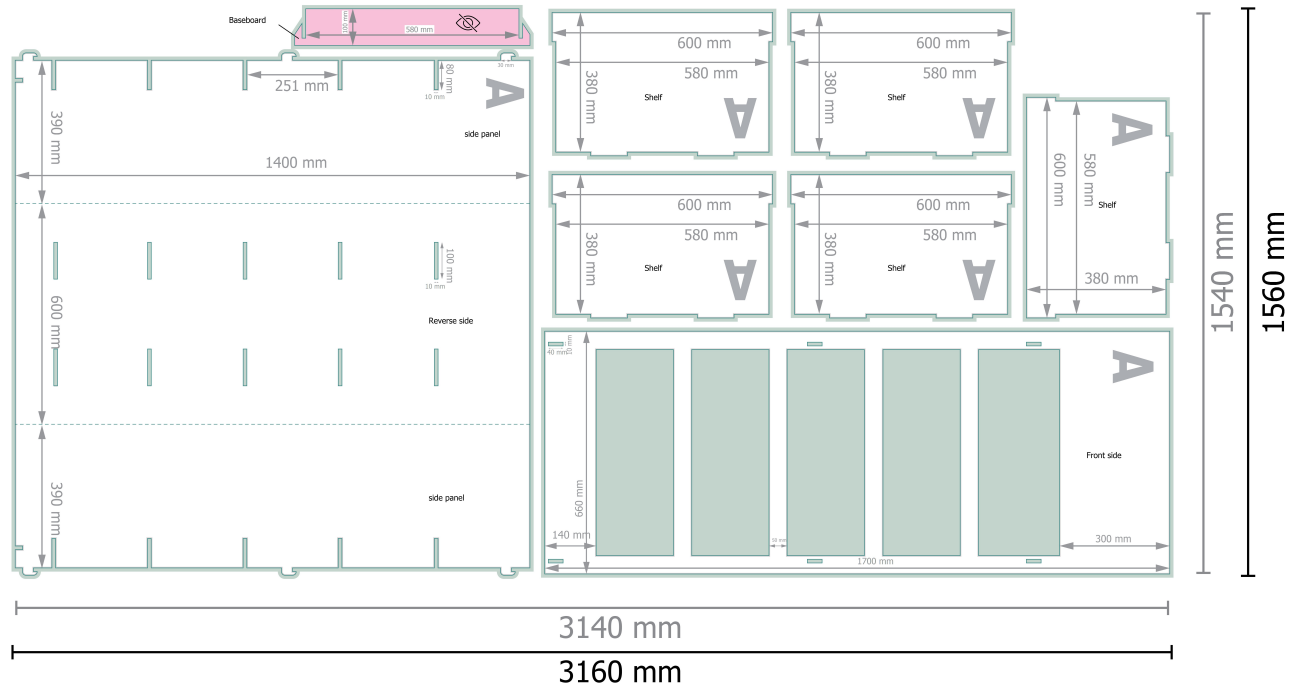 Baseboard
100 mm
580 mm
30 mm
251 mm
80 mm
10 mm
A
side panel
390 mm
1400 mm
100 mm
10 mm
Reverse side
600 mm
side panel
390 mm
600 mm
580 mm
380 mm
Shelf
A
600 mm
580 mm
380 mm
Shelf
A
600 mm
580 mm
380 mm
Shelf
A
600 mm
580 mm
380 mm
Shelf
A
A
600 mm
580 mm
Shelf
380 mm
40 mm
10 mm
A
Front side
660 mm
140 mm
50 mm
300 mm
1700 mm
1540 mm
1560 mm
3140 mm
3160 mm